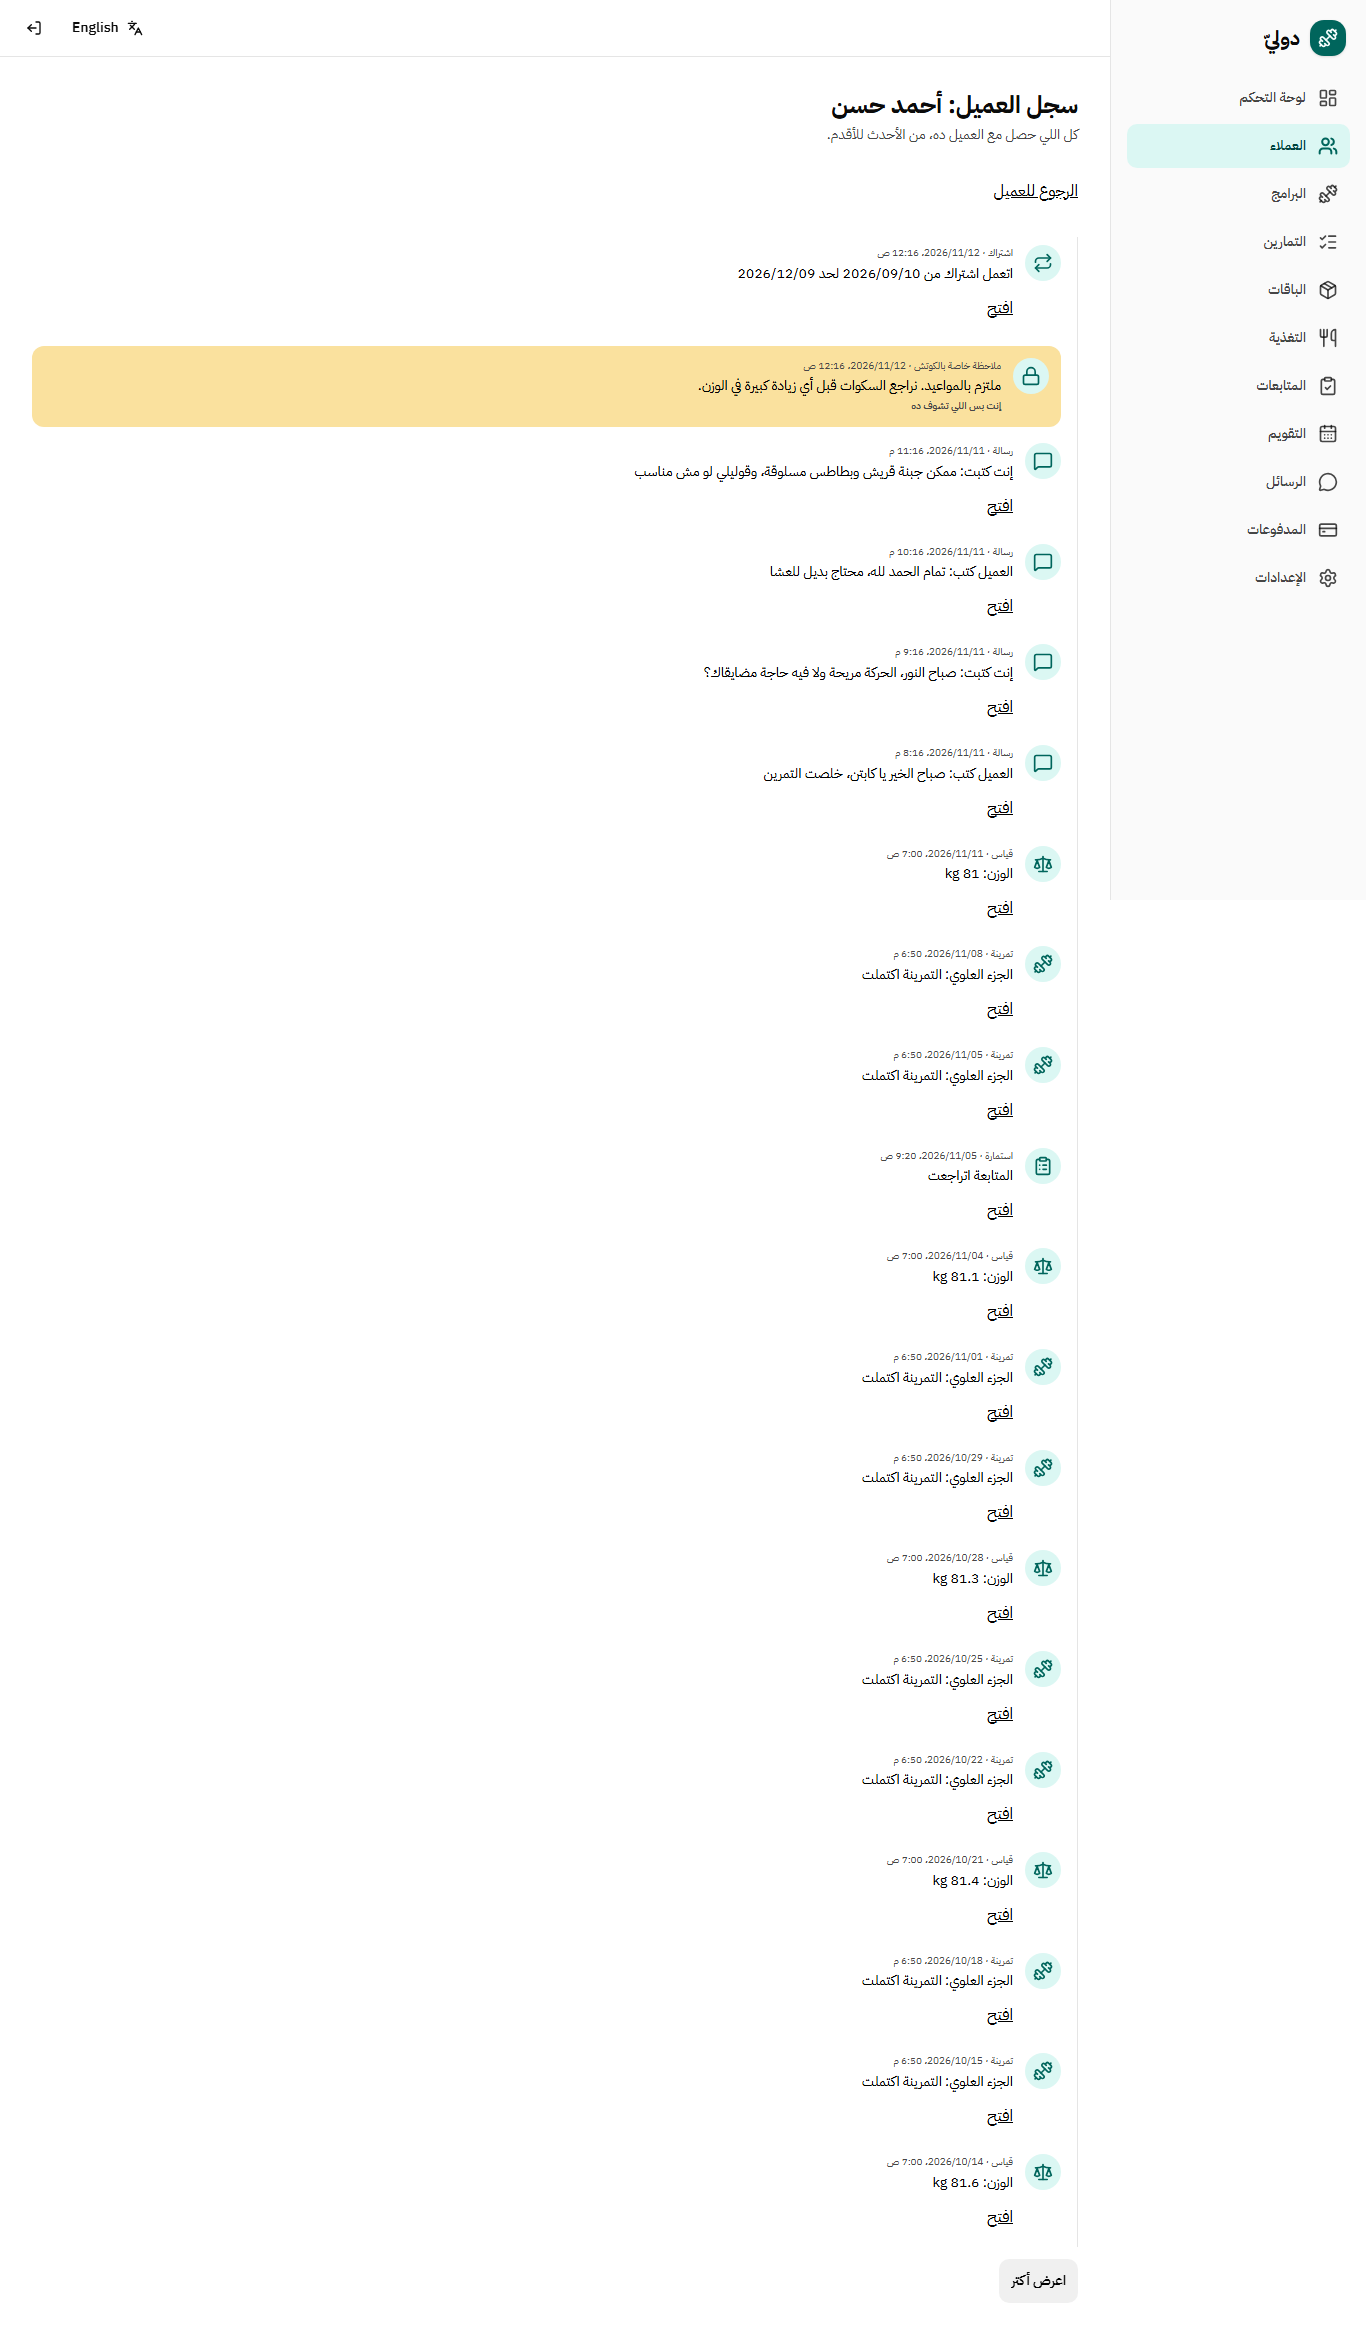 دوليّ
لوحة التحكم
العملاء
البرامج
التمارين
الباقات
التغذية
المتابعات
التقويم
الرسائل
المدفوعات
الإعدادات
English
سجل العميل: أحمد حسن
كل اللي حصل مع العميل ده، من الأحدث للأقدم.
الرجوع للعميل
اشتراك · 2026/11/12، 12:16 ص
اتعمل اشتراك من 2026/09/10 لحد 2026/12/09
افتح
ملاحظة خاصة بالكوتش · 2026/11/12، 12:16 ص
ملتزم بالمواعيد. نراجع السكوات قبل أي زيادة كبيرة في الوزن.
إنت بس اللي تشوف ده
رسالة · 2026/11/11، 11:16 م
إنت كتبت: ممكن جبنة قريش وبطاطس مسلوقة، وقوليلي لو مش مناسب
افتح
رسالة · 2026/11/11، 10:16 م
العميل كتب: تمام الحمد لله، محتاج بديل للعشا
افتح
رسالة · 2026/11/11، 9:16 م
إنت كتبت: صباح النور، الحركة مريحة ولا فيه حاجة مضايقاك؟
افتح
رسالة · 2026/11/11، 8:16 م
العميل كتب: صباح الخير يا كابتن، خلصت التمرين
افتح
قياس · 2026/11/11، 7:00 ص
الوزن: 81 kg
افتح
تمرينة · 2026/11/08، 6:50 م
الجزء العلوي: التمرينة اكتملت
افتح
تمرينة · 2026/11/05، 6:50 م
الجزء العلوي: التمرينة اكتملت
افتح
استمارة · 2026/11/05، 9:20 ص
المتابعة اتراجعت
افتح
قياس · 2026/11/04، 7:00 ص
الوزن: 81.1 kg
افتح
تمرينة · 2026/11/01، 6:50 م
الجزء العلوي: التمرينة اكتملت
افتح
تمرينة · 2026/10/29، 6:50 م
الجزء العلوي: التمرينة اكتملت
افتح
قياس · 2026/10/28، 7:00 ص
الوزن: 81.3 kg
افتح
تمرينة · 2026/10/25، 6:50 م
الجزء العلوي: التمرينة اكتملت
افتح
تمرينة · 2026/10/22، 6:50 م
الجزء العلوي: التمرينة اكتملت
افتح
قياس · 2026/10/21، 7:00 ص
الوزن: 81.4 kg
افتح
تمرينة · 2026/10/18، 6:50 م
الجزء العلوي: التمرينة اكتملت
افتح
تمرينة · 2026/10/15، 6:50 م
الجزء العلوي: التمرينة اكتملت
افتح
قياس · 2026/10/14، 7:00 ص
الوزن: 81.6 kg
افتح
اعرض أكتر